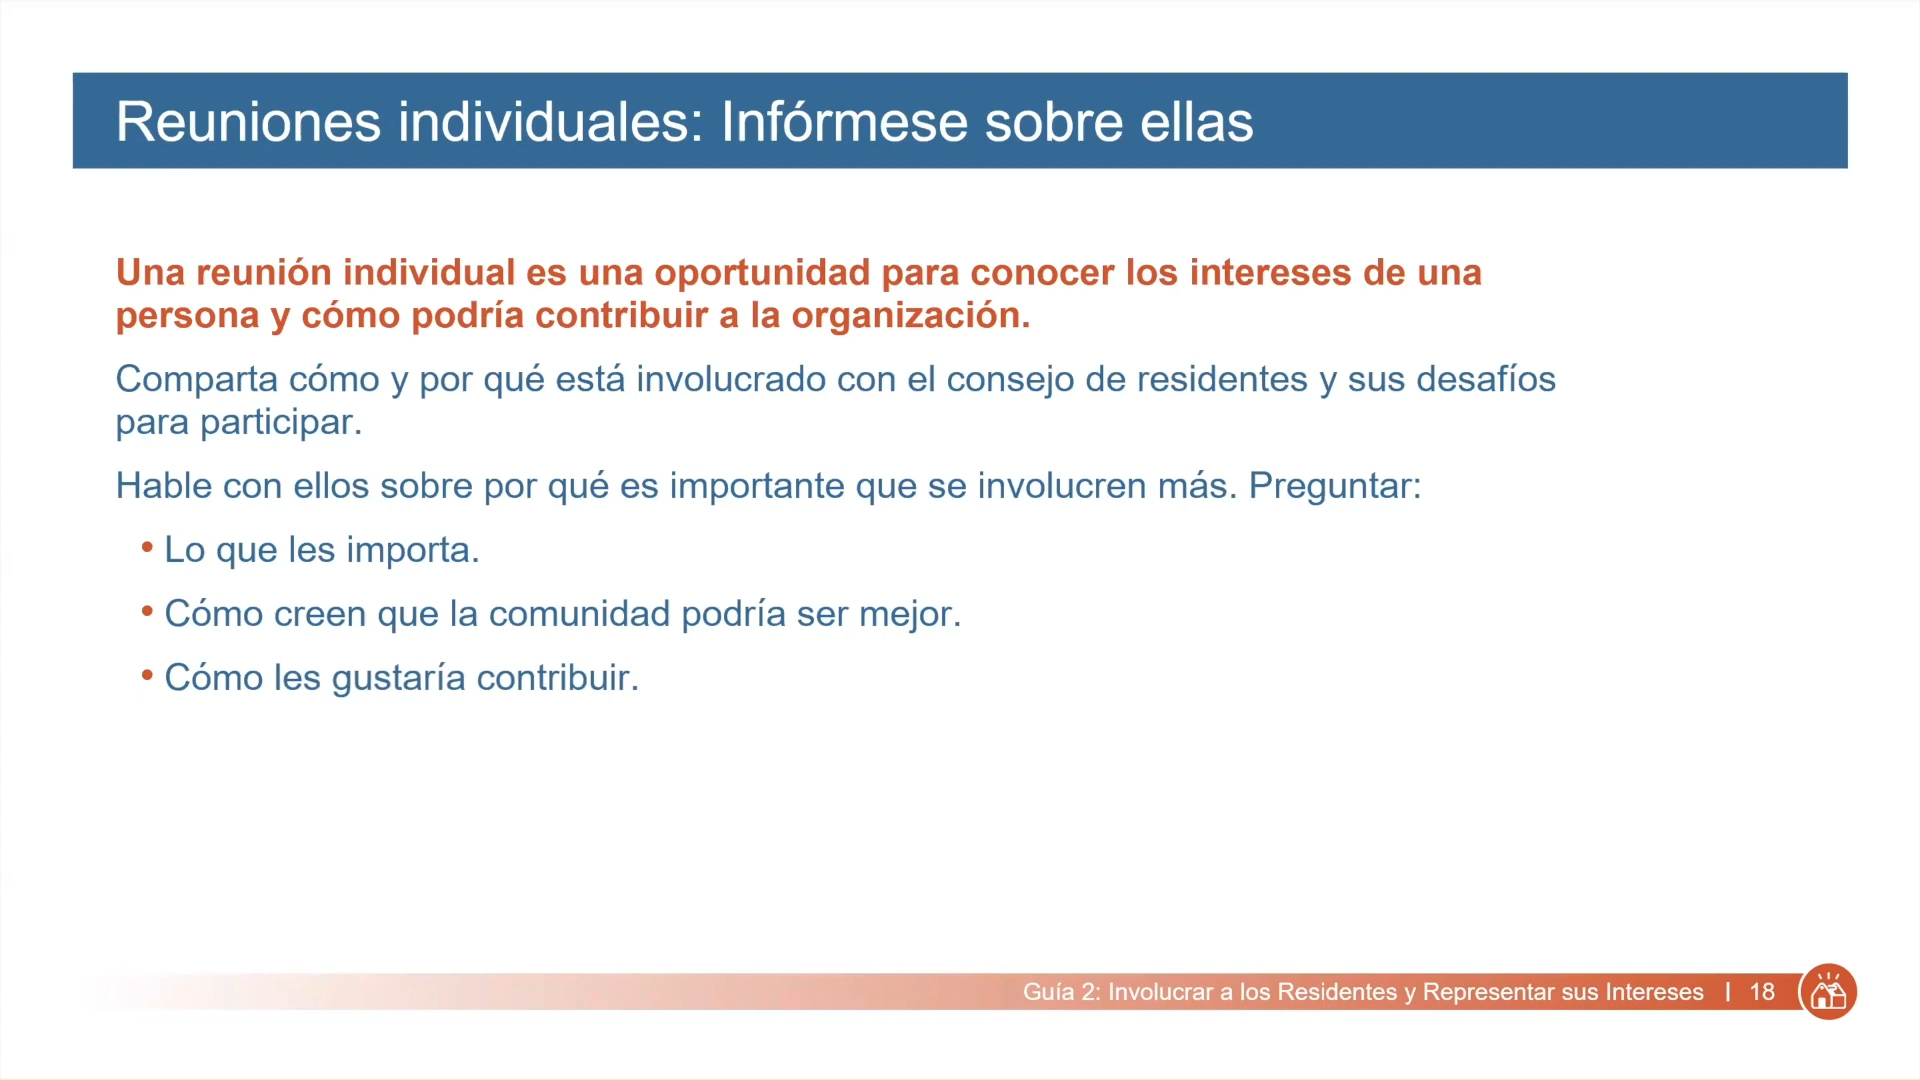 Reuniones individuales: Infórmese sobre ellas
Una reunión individual es una oportunidad para conocer los intereses de una
persona y cómo podría contribuir a la organización.
Comparta cómo y por qué está involucrado con el consejo de residentes y sus desafíos
para participar.
Hable con ellos sobre por qué es importante que se involucren más. Preguntar:
• Lo que les importa.
• Cómo creen que la comunidad podría ser mejor.
• Cómo les gustaría contribuir.
Guía 2: Involucrar a los Residentes y Representar sus Intereses | 18